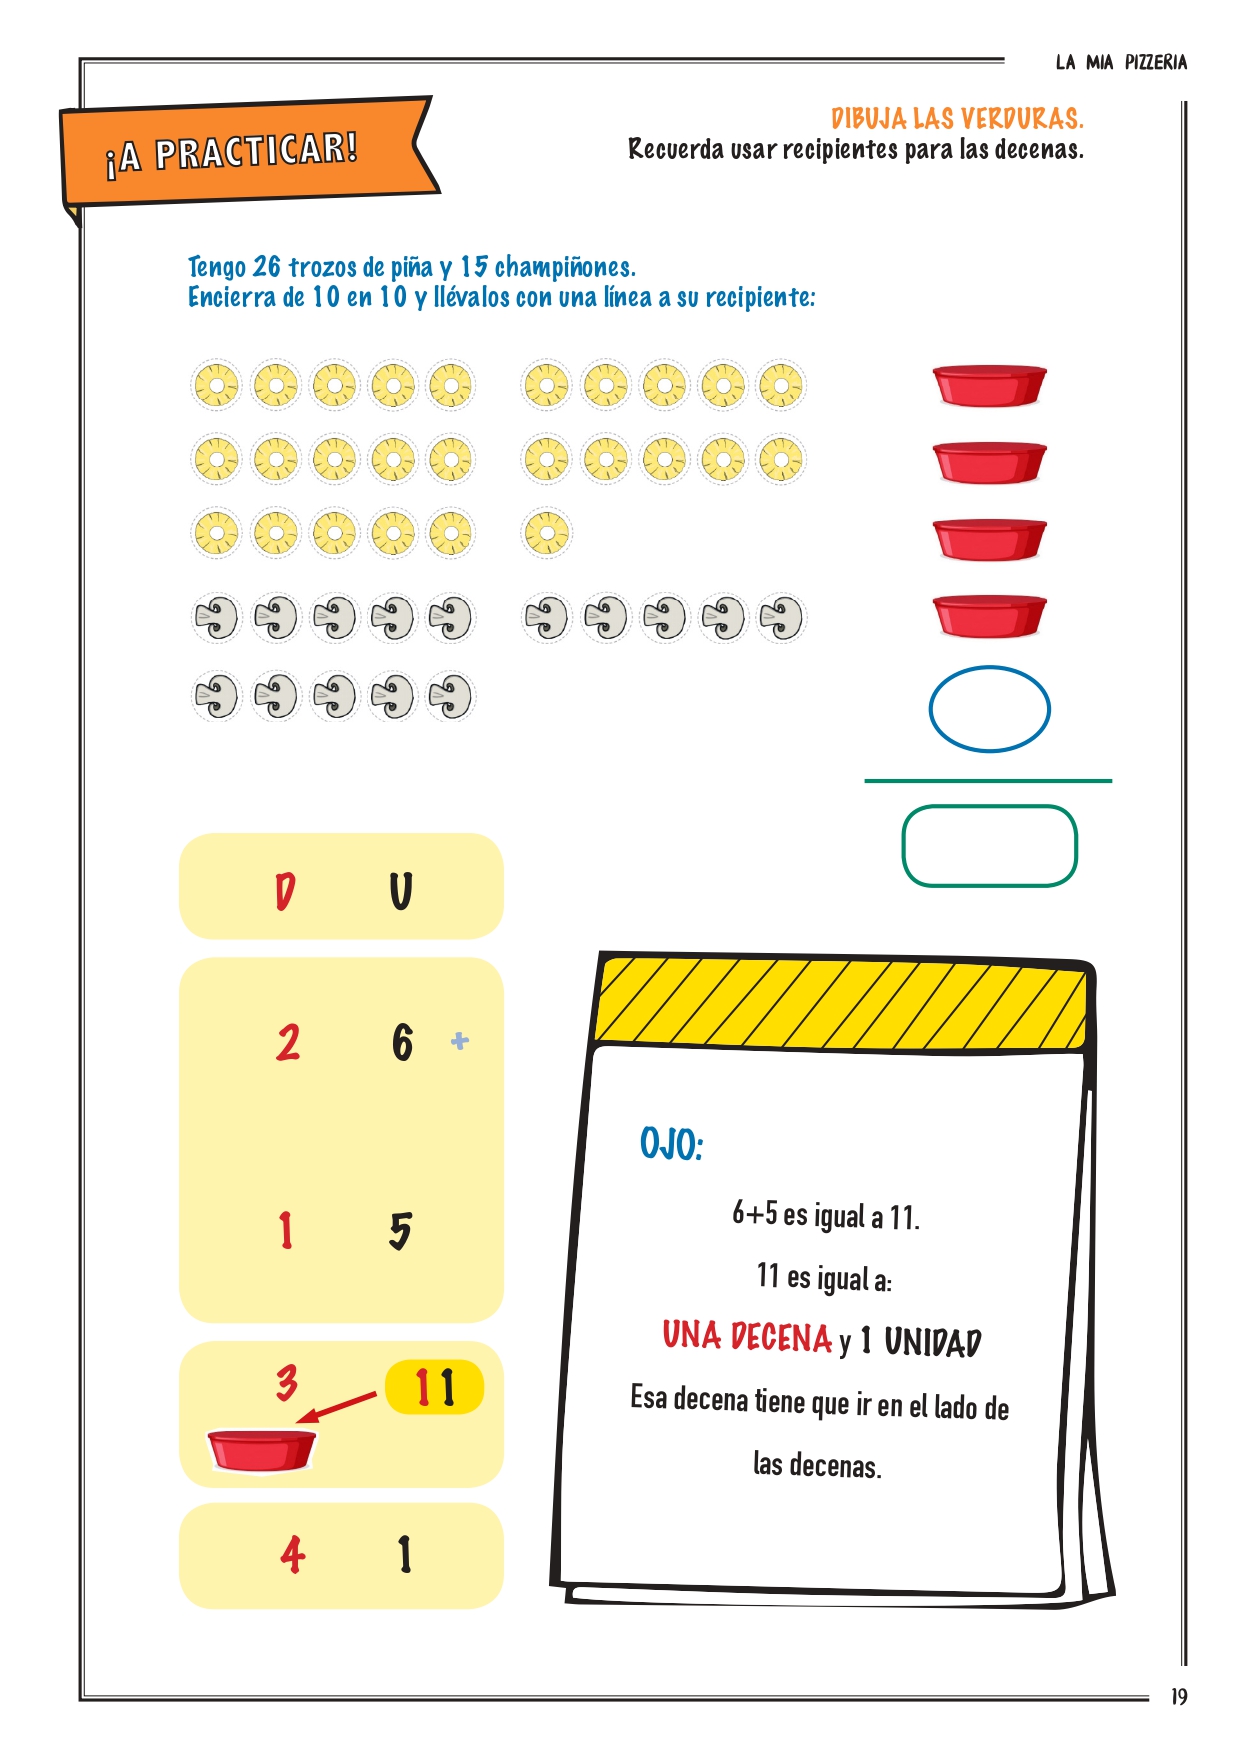 LA MIA PIZZERIA
¡A PRACTICAR!
DIBUJA LAS VERDURAS.
Recuerda usar recipientes para las decenas.
Tengo 26 trozos de piña y 15 champiñones.
Encierra de 10 en 10 y llévalos con una línea a su recipiente:
D U
2 6 +
1 5
3 11
4 1
OJO:
6+5 es igual a 11.
11 es igual a:
UNA DECENA y 1 UNIDAD
Esa decena tiene que ir en el lado de
las decenas.
19